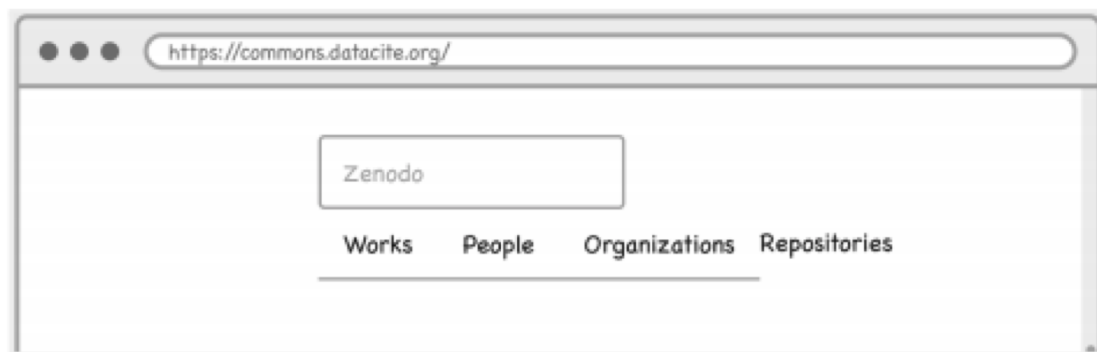 https://commons.datacite.org/
Zenodo
Works People Organizations Repositories